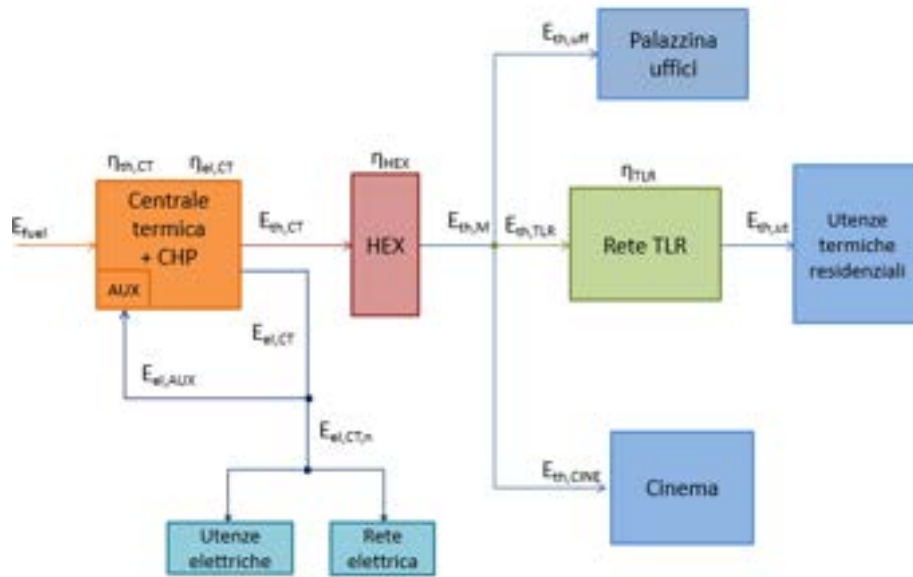 E_th,uff
Palazzina
uffici
η_th,CT
η_el,CT
η_HEX
η_TLR
E_fuel
Centrale
termica
+ CHP
AUX
E_th,CT
HEX
E_th,M
E_th,TLR
Rete TLR
E_th,ut
Utenze
termiche
residenziali
E_el,CT
E_el,AUX
E_el,CT,n
E_th,CINE
Cinema
Utenze
elettriche
Rete
elettrica